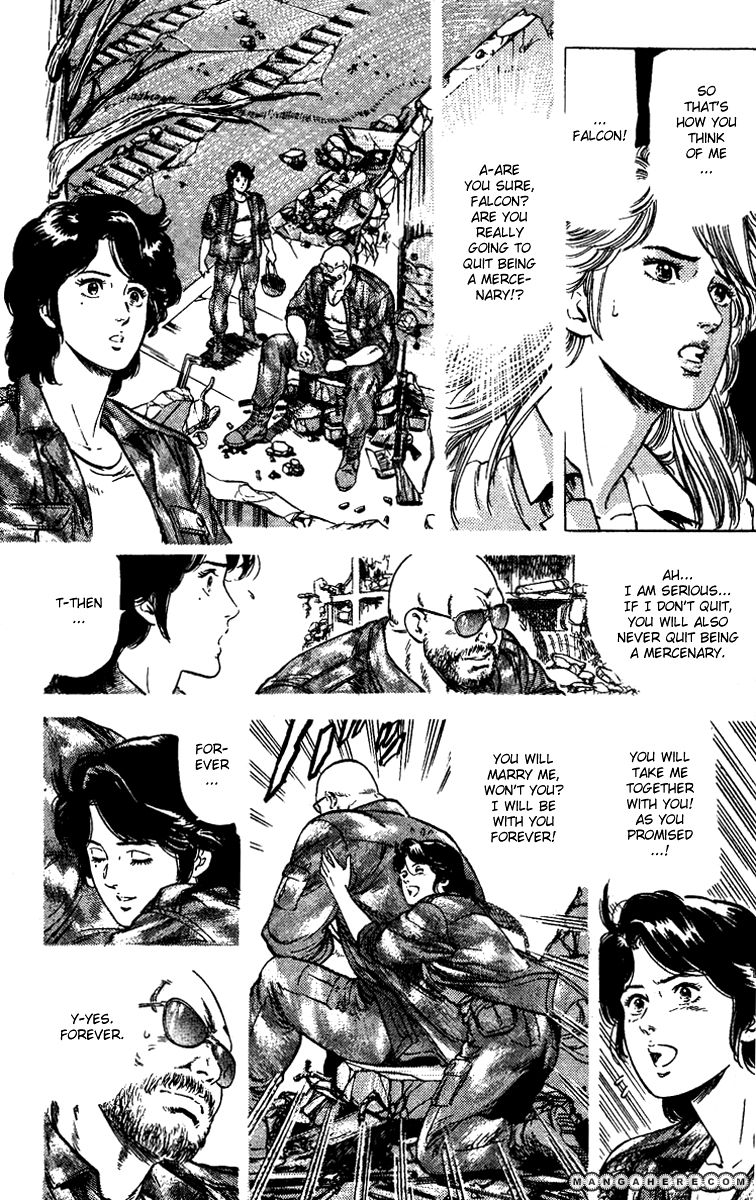 SO
THAT'S
HOW YOU
THINK
OF ME
...
...
FALCON!
A-ARE
YOU SURE,
FALCON?
ARE YOU
REALLY
GOING TO
QUIT BEING
A MERCE-
NARY!?
AH...
I AM SERIOUS...
IF I DON'T QUIT,
YOU WILL ALSO
NEVER QUIT BEING
A MERCENARY.
T-THEN
...
YOU WILL
TAKE ME
TOGETHER
WITH YOU!
AS YOU
PROMISED
...!
YOU WILL
MARRY ME,
WON'T YOU?
I WILL BE
WITH YOU
FOREVER!
FOR-
EVER
...
Y-YES.
FOREVER.
MANGAHERE.COM